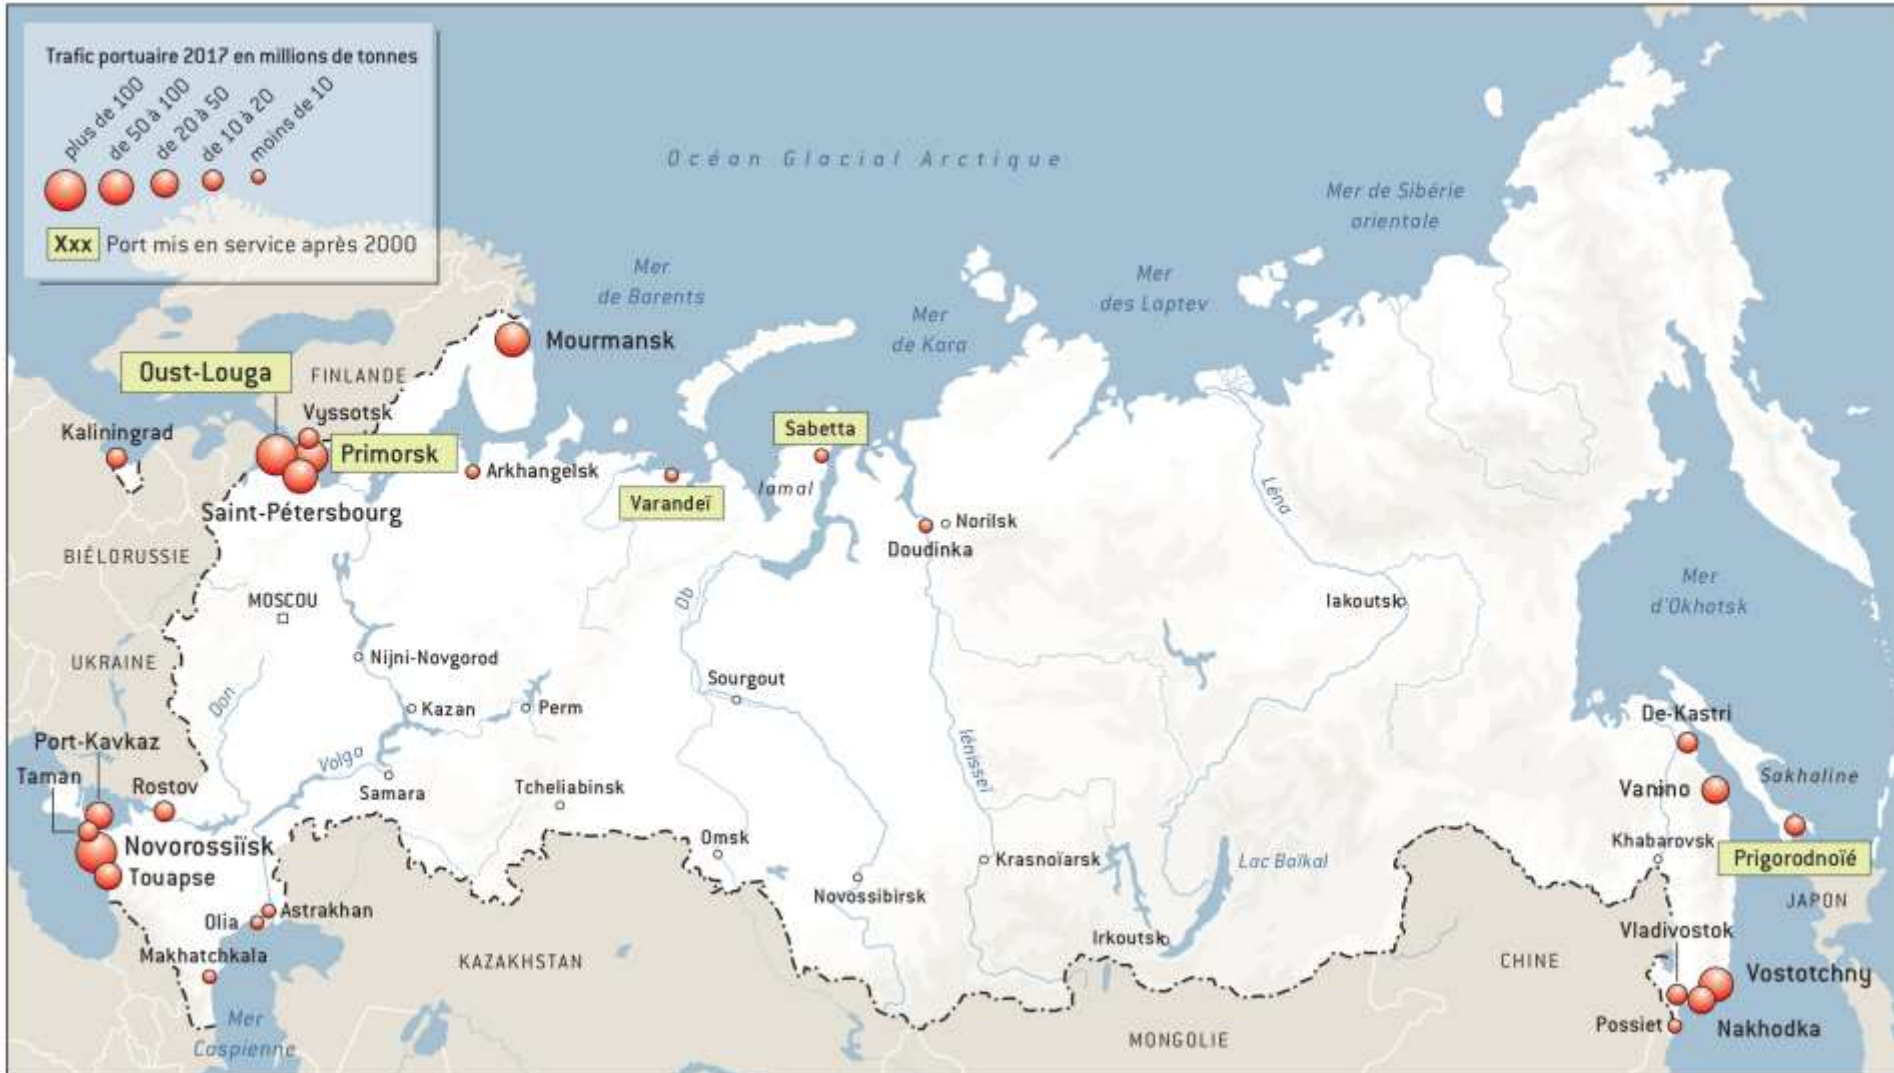 Trafic portuaire 2017 en millions de tonnes
plus de 100
de 50 à 100
de 20 à 50
de 10 à 20
moins de 10
Xxx Port mis en service après 2000
Océan Glacial Arctique
Mer de Sibérie
orientale
Mer
de Barents
Mer
des Laptev
Mer
de Kara
Mourmansk
Oust-Louga
FINLANDE
Vyssotsk
Kaliningrad
Primorsk
Sabetta
Arkhangelsk
Varandeï
Iamal
Léna
Saint-Pétersbourg
Norilsk
Doudinka
BIÉLORUSSIE
MOSCOU
Ob
Iakoutsk
Mer
d'Okhotsk
UKRAINE
Nijni-Novgorod
Sourgout
Don
Kazan
Perm
De-Kastri
Port-Kavkaz
Volga
Iénisseï
Taman
Rostov
Samara
Tcheliabinsk
Sakhaline
Vanino
Omsk
Khabarovsk
Novorossiïsk
Krasnoïarsk
Lac Baïkal
Prigorodnoïé
Touapse
Novossibirsk
JAPON
Astrakhan
Olia
Irkoutsk
Vladivostok
Makhatchkala
KAZAKHSTAN
CHINE
Vostotchny
Mer
Caspienne
Possiet
Nakhodka
MONGOLIE